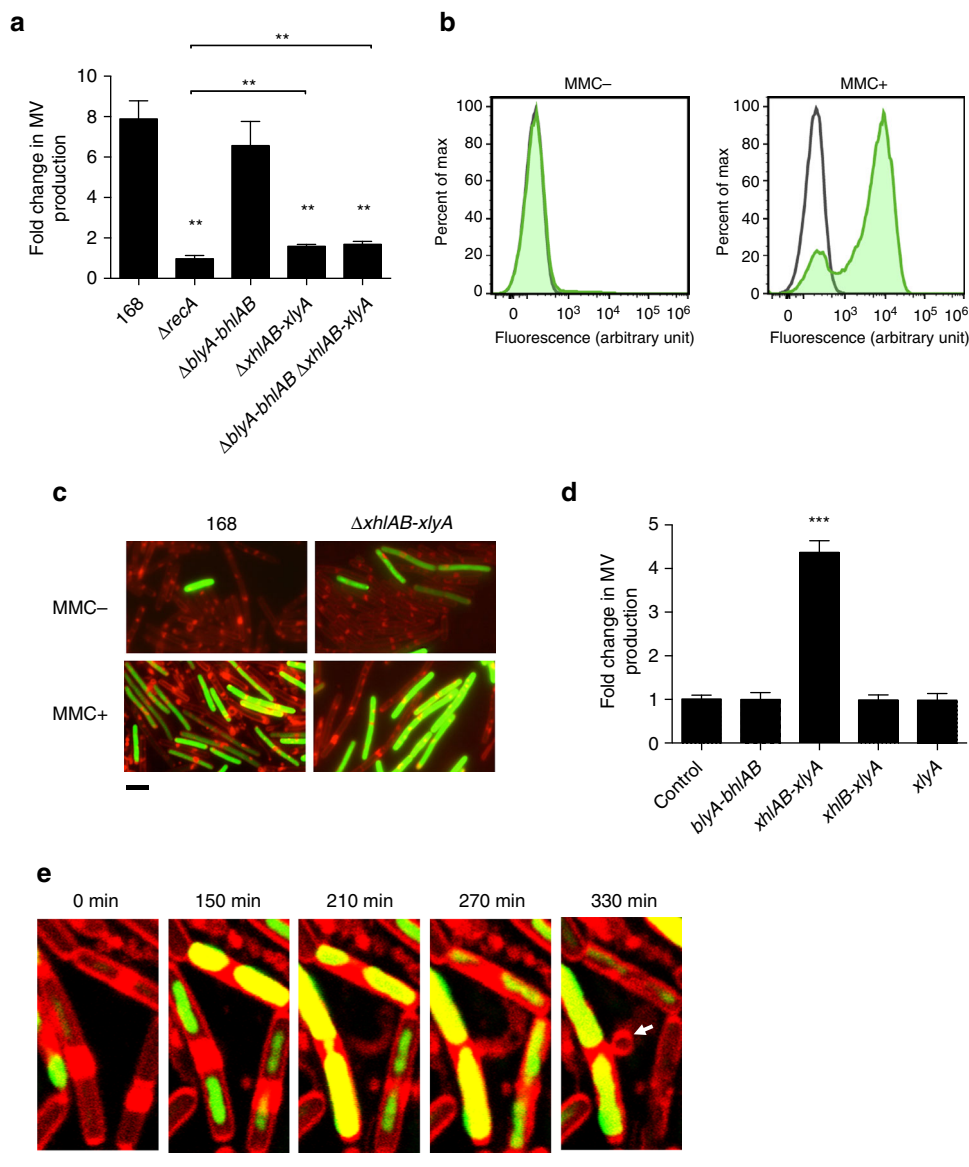 a
**
**
10
8
6
4
2
0
Fold change in MV
production
**
**
**
168
ΔrecA
ΔblyA-bhlAB
ΔxhlAB-xlyA
ΔblyA-bhlAB ΔxhlAB-xlyA
b
MMC–
100
80
60
40
20
0
Percent of max
0
10³
10⁴
10⁵
10⁶
Fluorescence (arbitrary unit)
MMC+
100
80
60
40
20
0
Percent of max
0
10³
10⁴
10⁵
10⁶
Fluorescence (arbitrary unit)
c
168
ΔxhlAB-xlyA
MMC–
MMC+
d
5
4
3
2
1
0
Fold change in MV
production
***
Control
blyA-bhlAB
xhlAB-xlyA
xhlB-xlyA
xlyA
e
0 min
150 min
210 min
270 min
330 min